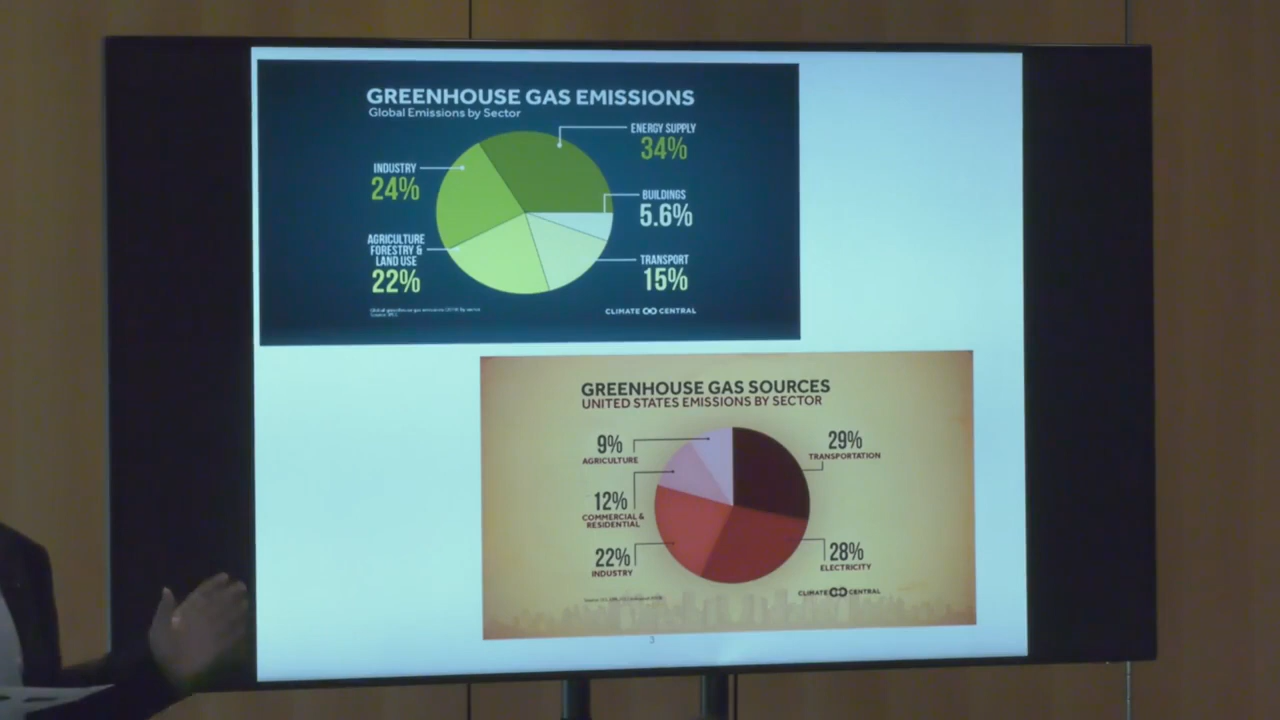 GREENHOUSE GAS EMISSIONS
Global Emissions by Sector
ENERGY SUPPLY
34%
INDUSTRY
24%
BUILDINGS
5.6%
AGRICULTURE
FORESTRY &
LAND USE
22%
TRANSPORT
15%
CLIMATE CENTRAL
GREENHOUSE GAS SOURCES
UNITED STATES EMISSIONS BY SECTOR
9%
AGRICULTURE
29%
TRANSPORTATION
12%
COMMERCIAL &
RESIDENTIAL
22%
INDUSTRY
28%
ELECTRICITY
CLIMATE CENTRAL
3